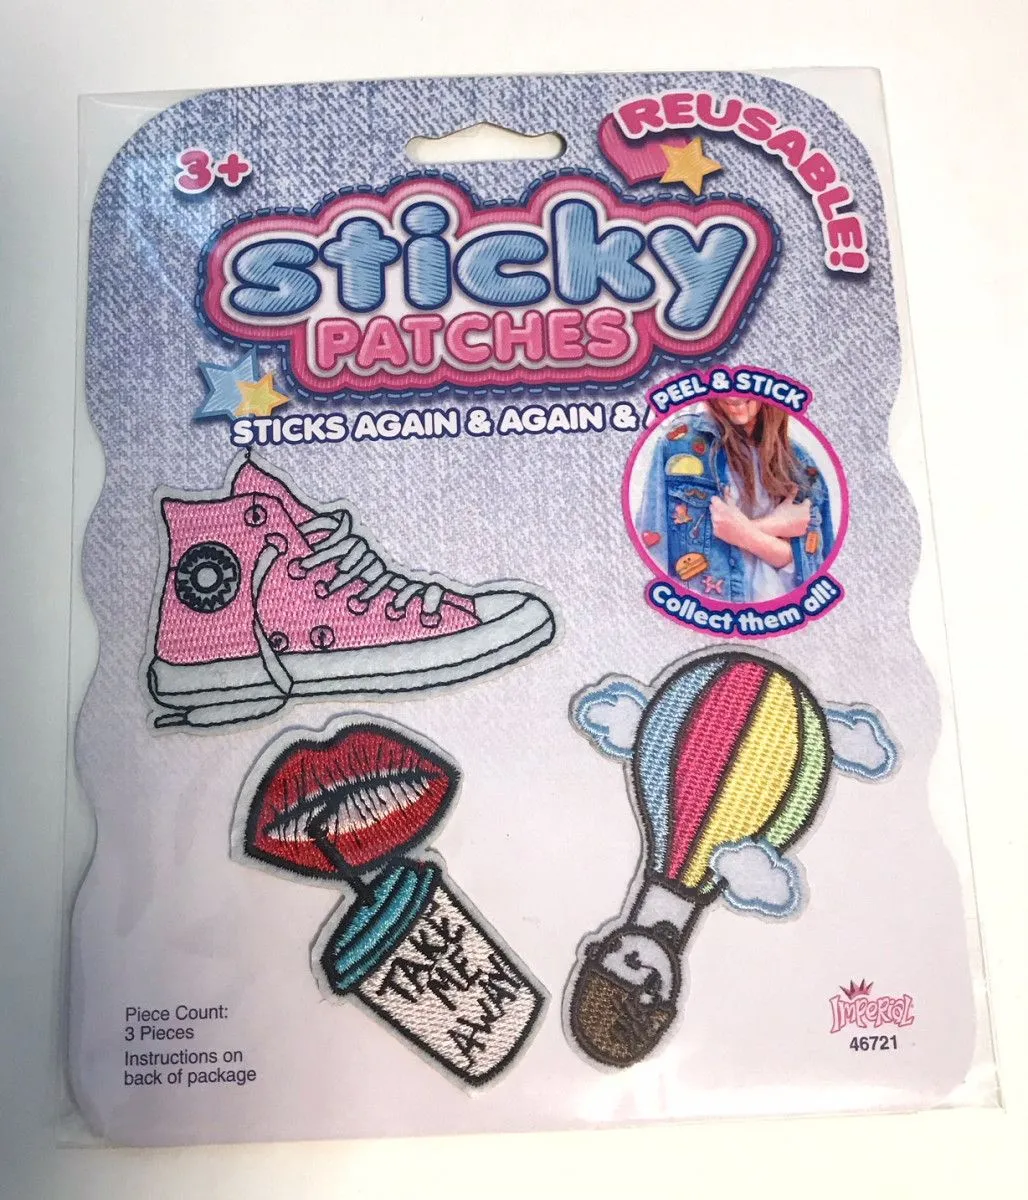 REUSABLE!
3+
sticky
PATCHES
STICKS AGAIN & AGAIN &
PEEL & STICK
Collect them all!
TAKE
ME
AWAY
Piece Count:
3 Pieces
Instructions on
back of package
IMPERIAL
46721